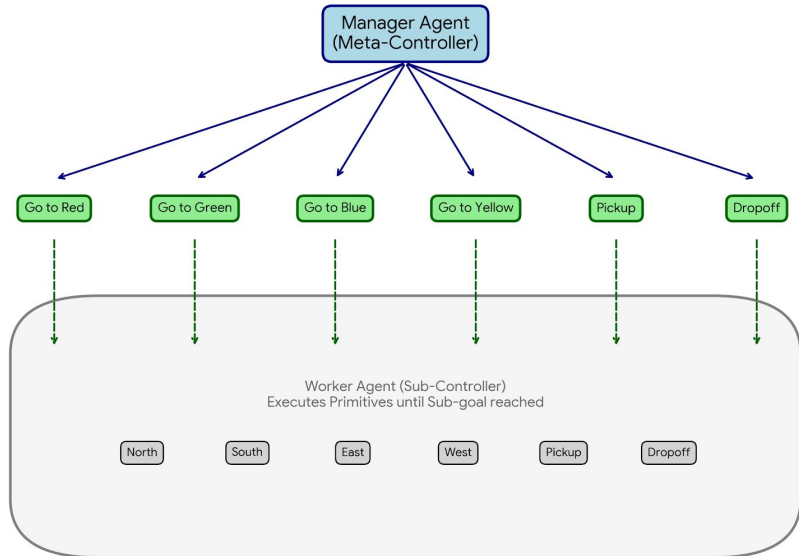 Manager Agent
(Meta-Controller)
Go to Red
Go to Green
Go to Blue
Go to Yellow
Pickup
Dropoff
Worker Agent (Sub-Controller)
Executes Primitives until Sub-goal reached
North
South
East
West
Pickup
Dropoff